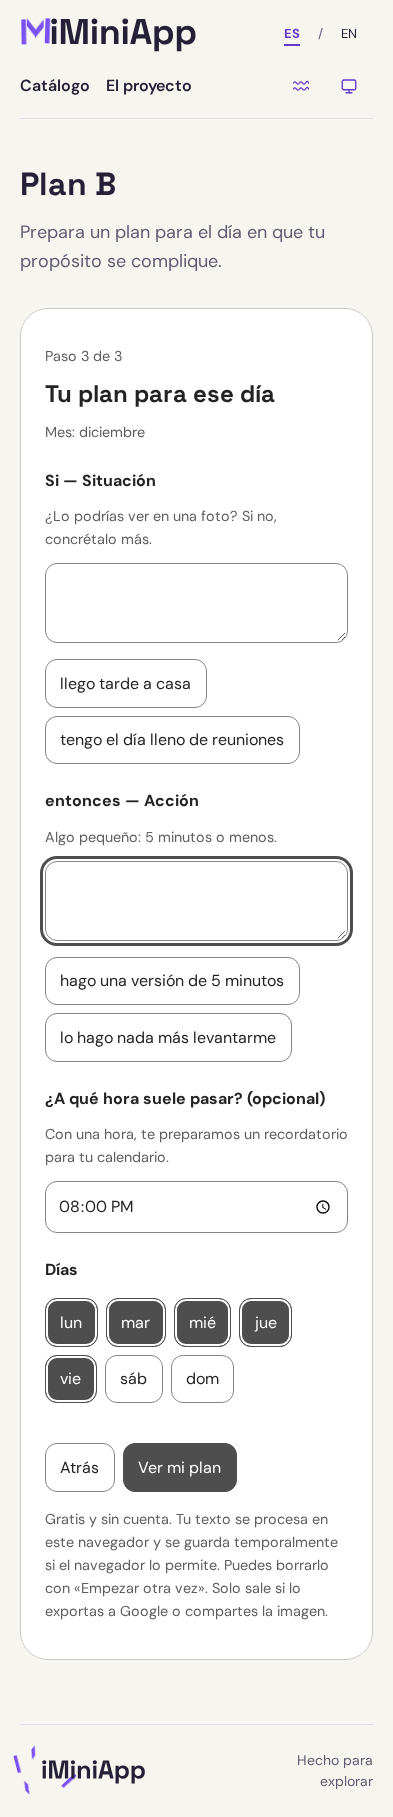 MiMiniApp
ES / EN
Catálogo El proyecto
Plan B
Prepara un plan para el día en que tu
propósito se complique.
Paso 3 de 3
Tu plan para ese día
Mes: diciembre
Si — Situación
¿Lo podrías ver en una foto? Si no,
concrétalo más.
llego tarde a casa
tengo el día lleno de reuniones
entonces — Acción
Algo pequeño: 5 minutos o menos.
hago una versión de 5 minutos
lo hago nada más levantarme
¿A qué hora suele pasar? (opcional)
Con una hora, te preparamos un recordatorio
para tu calendario.
08:00 PM
Días
lun mar mié jue
vie sáb dom
Atrás Ver mi plan
Gratis y sin cuenta. Tu texto se procesa en
este navegador y se guarda temporalmente
si el navegador lo permite. Puedes borrarlo
con «Empezar otra vez». Solo sale si lo
exportas a Google o compartes la imagen.
iMiniApp
Hecho para
explorar